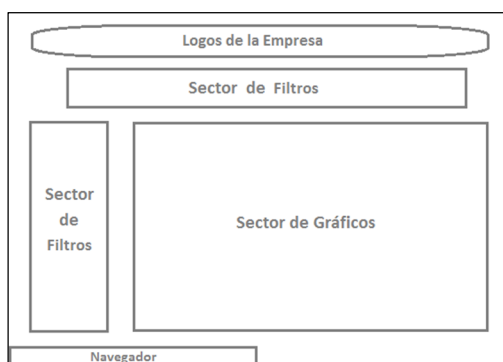 Logos de la Empresa
Sector de Filtros
Sector
de
Filtros
Sector de Gráficos
Navegador